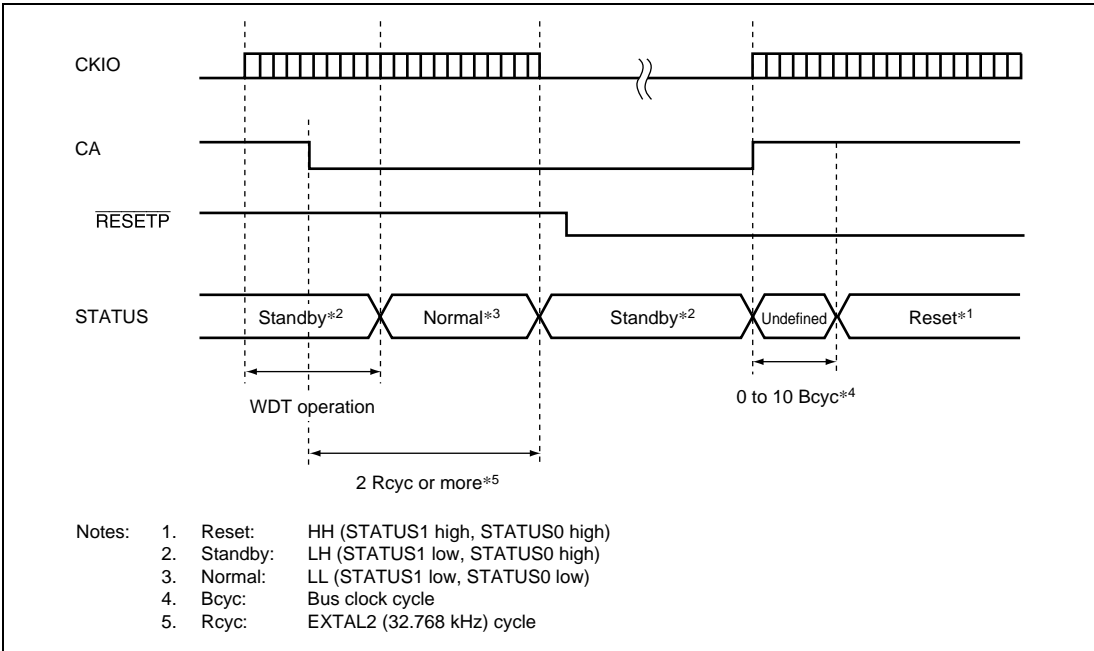 CKIO
CA
RESETP
STATUS
Standby*2
Normal*3
Standby*2
Undefined
Reset*1
WDT operation
0 to 10 Bcyc*4
2 Rcyc or more*5
Notes: 1. Reset: HH (STATUS1 high, STATUS0 high)
2. Standby: LH (STATUS1 low, STATUS0 high)
3. Normal: LL (STATUS1 low, STATUS0 low)
4. Bcyc: Bus clock cycle
5. Rcyc: EXTAL2 (32.768 kHz) cycle